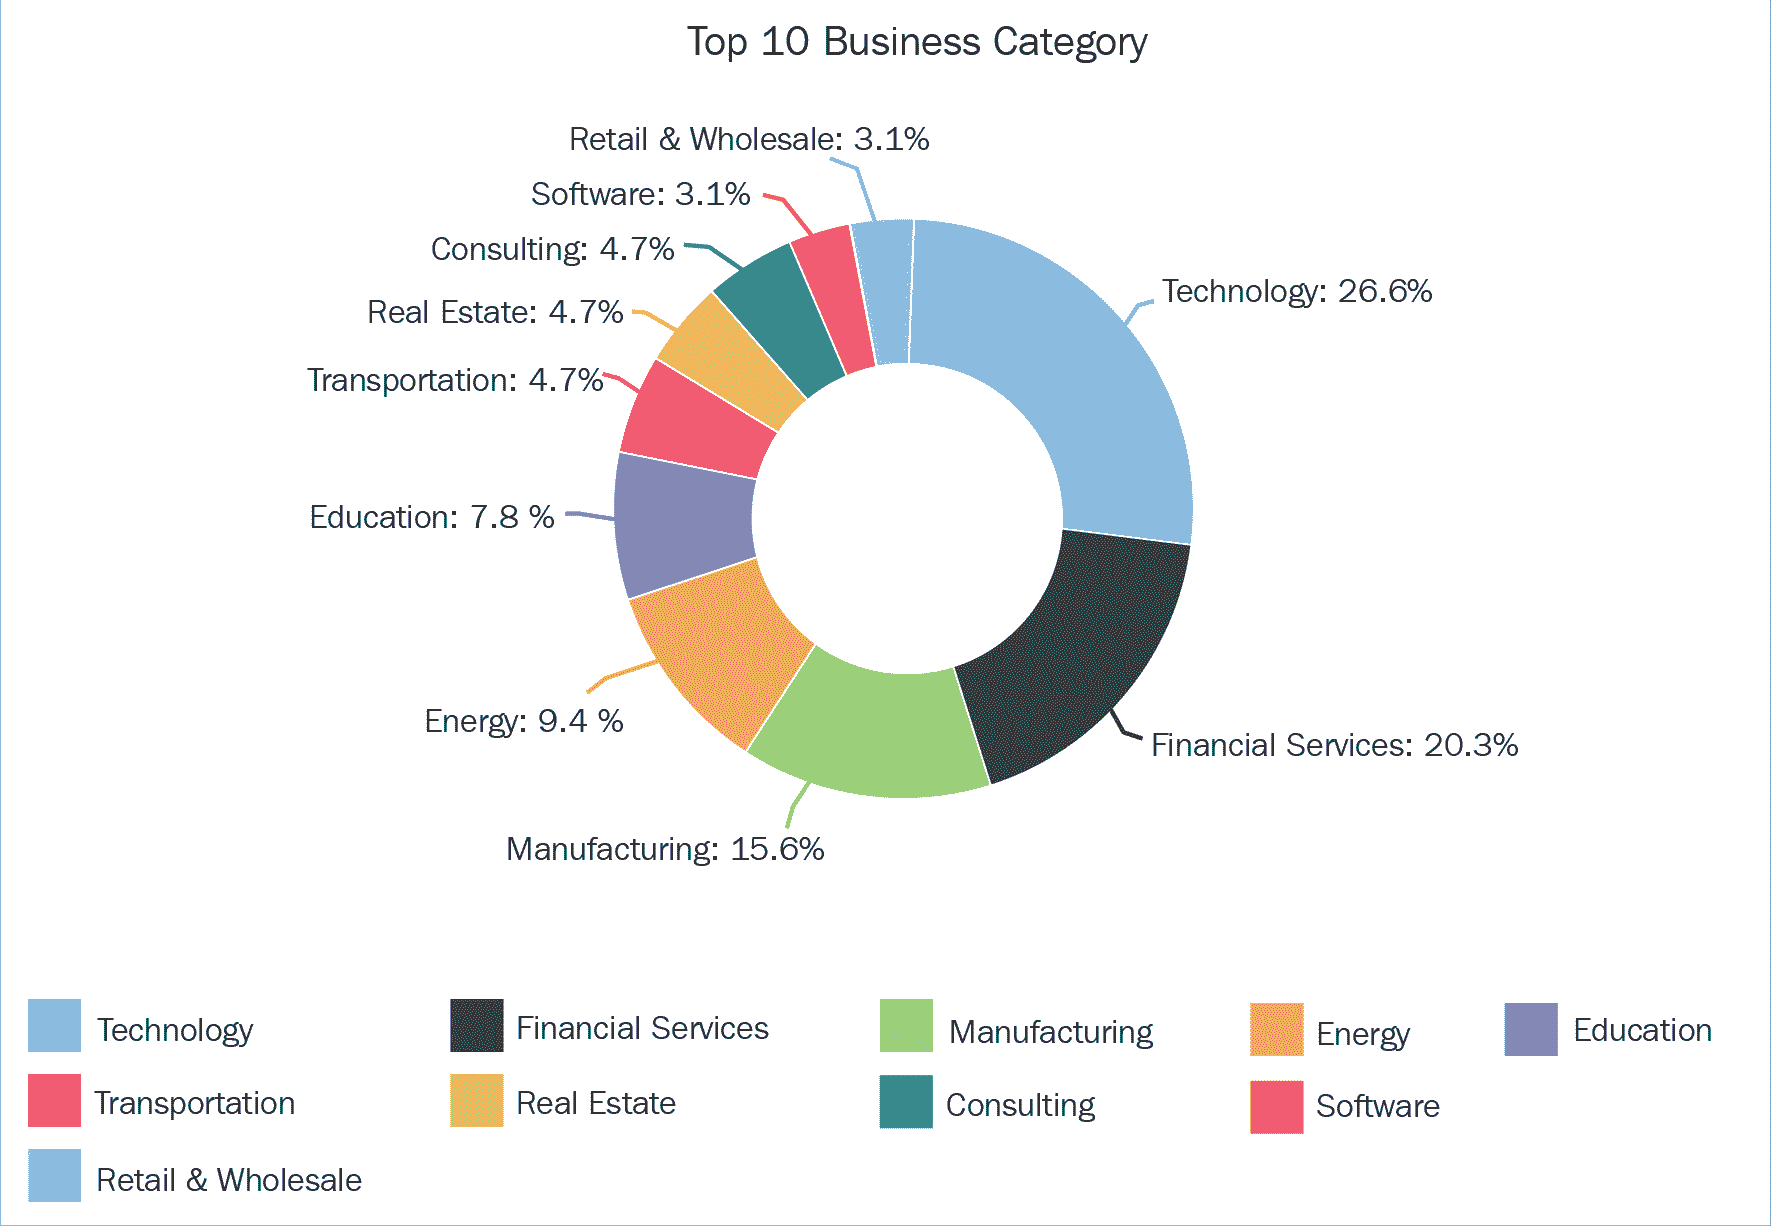 Top 10 Business Category
Retail & Wholesale: 3.1%
Software: 3.1%
Consulting: 4.7%
Technology: 26.6%
Real Estate: 4.7%
Transportation: 4.7%
Education: 7.8 %
Energy: 9.4 %
Financial Services: 20.3%
Manufacturing: 15.6%
Technology
Financial Services
Manufacturing
Energy
Education
Transportation
Real Estate
Consulting
Software
Retail & Wholesale